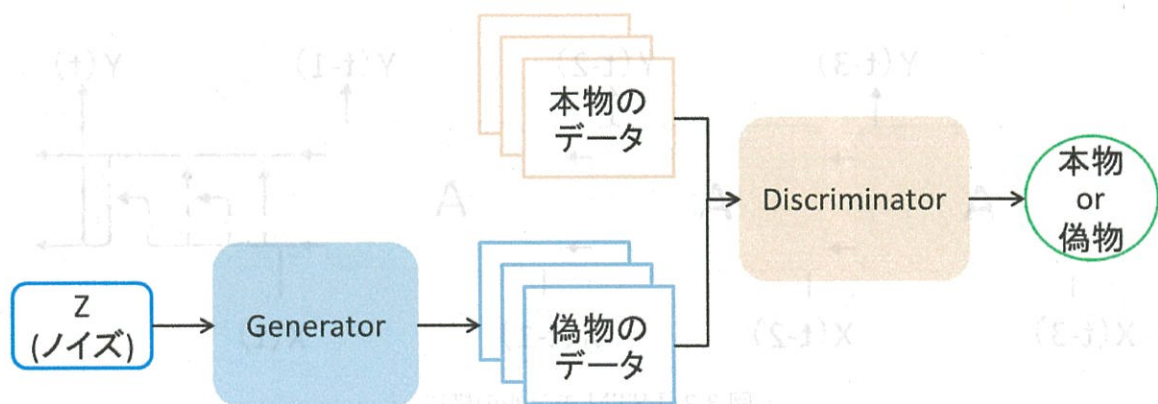 本物の
データ
Discriminator
本物
or
偽物
Z
(ノイズ)
Generator
偽物の
データ